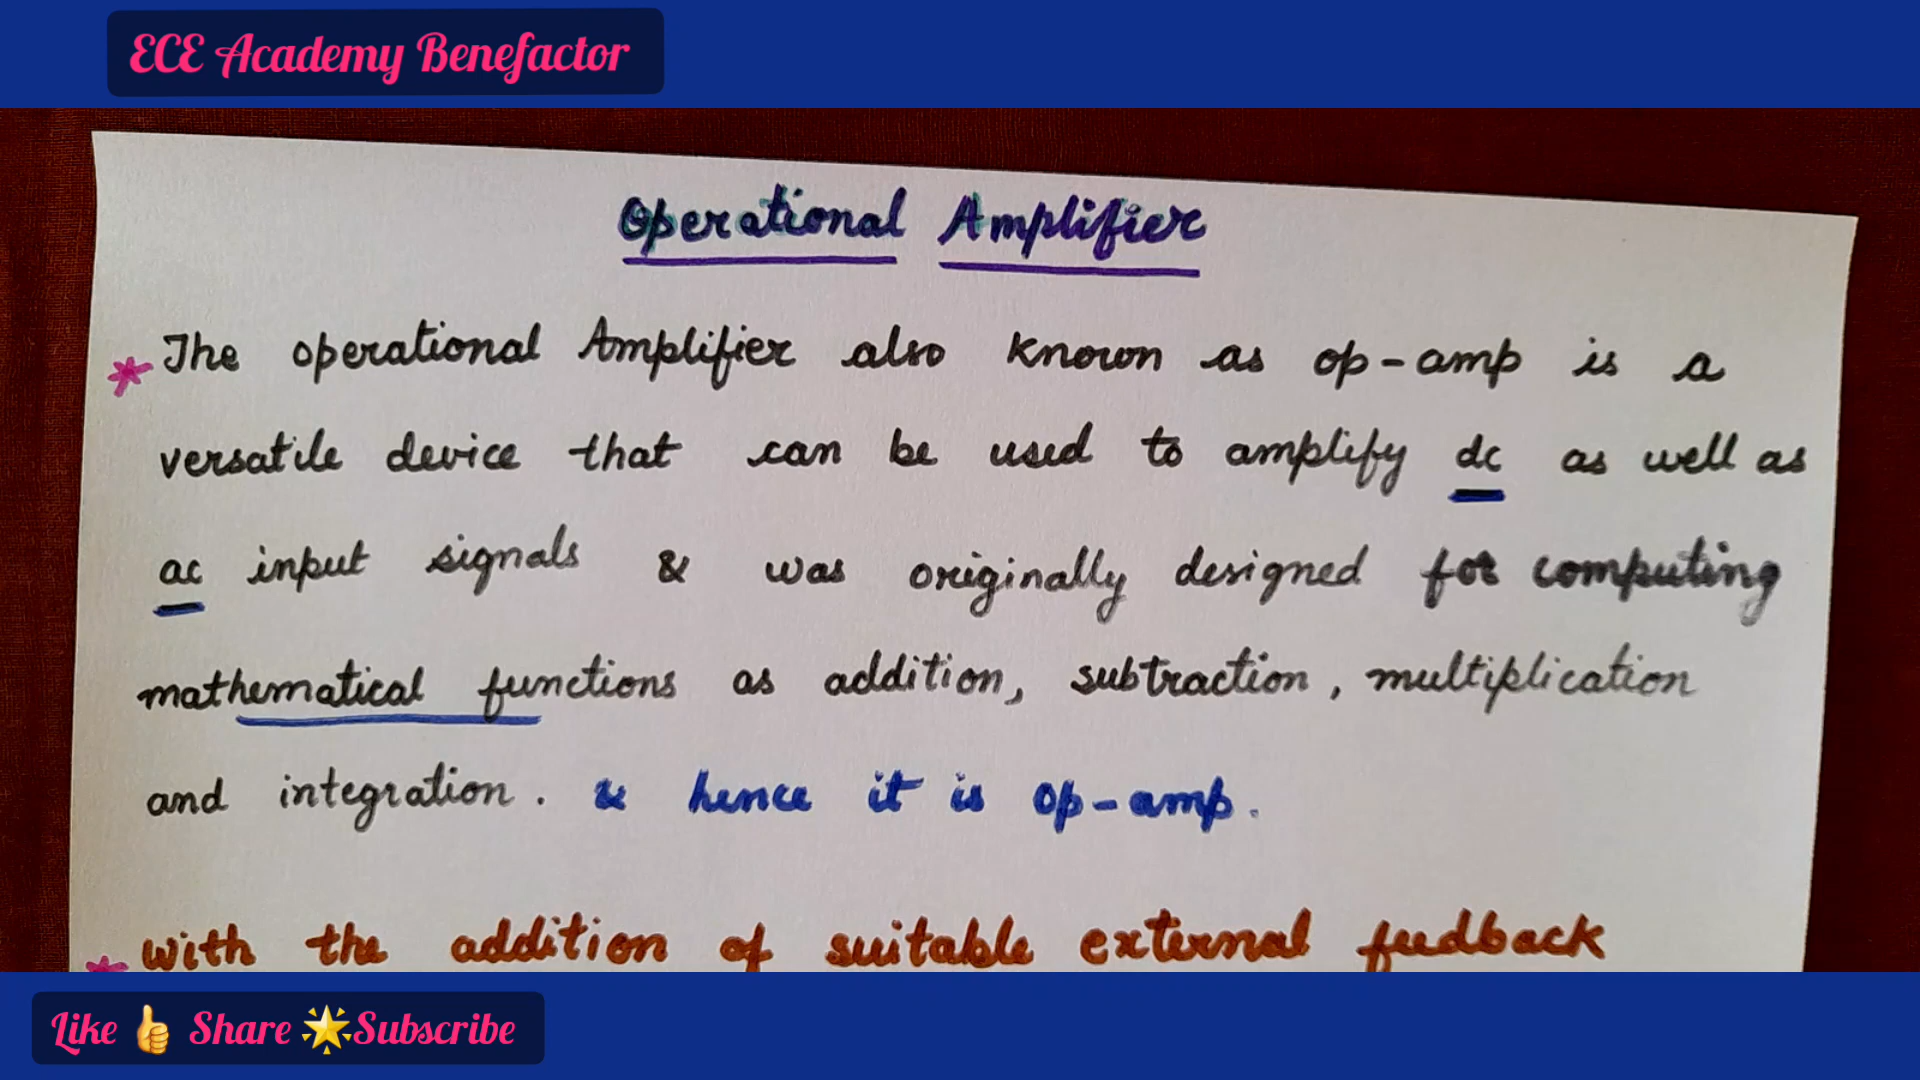 ECE Academy Benefactor
Operational Amplifier
* The operational Amplifier also known as op-amp is a
versatile device that can be used to amplify dc as well as
ac input signals & was originally designed for computing
mathematical functions as addition, subtraction, multiplication
and integration. & hence it is op-amp.
* with the addition of suitable external feedback
Like 👍 Share 🌟Subscribe